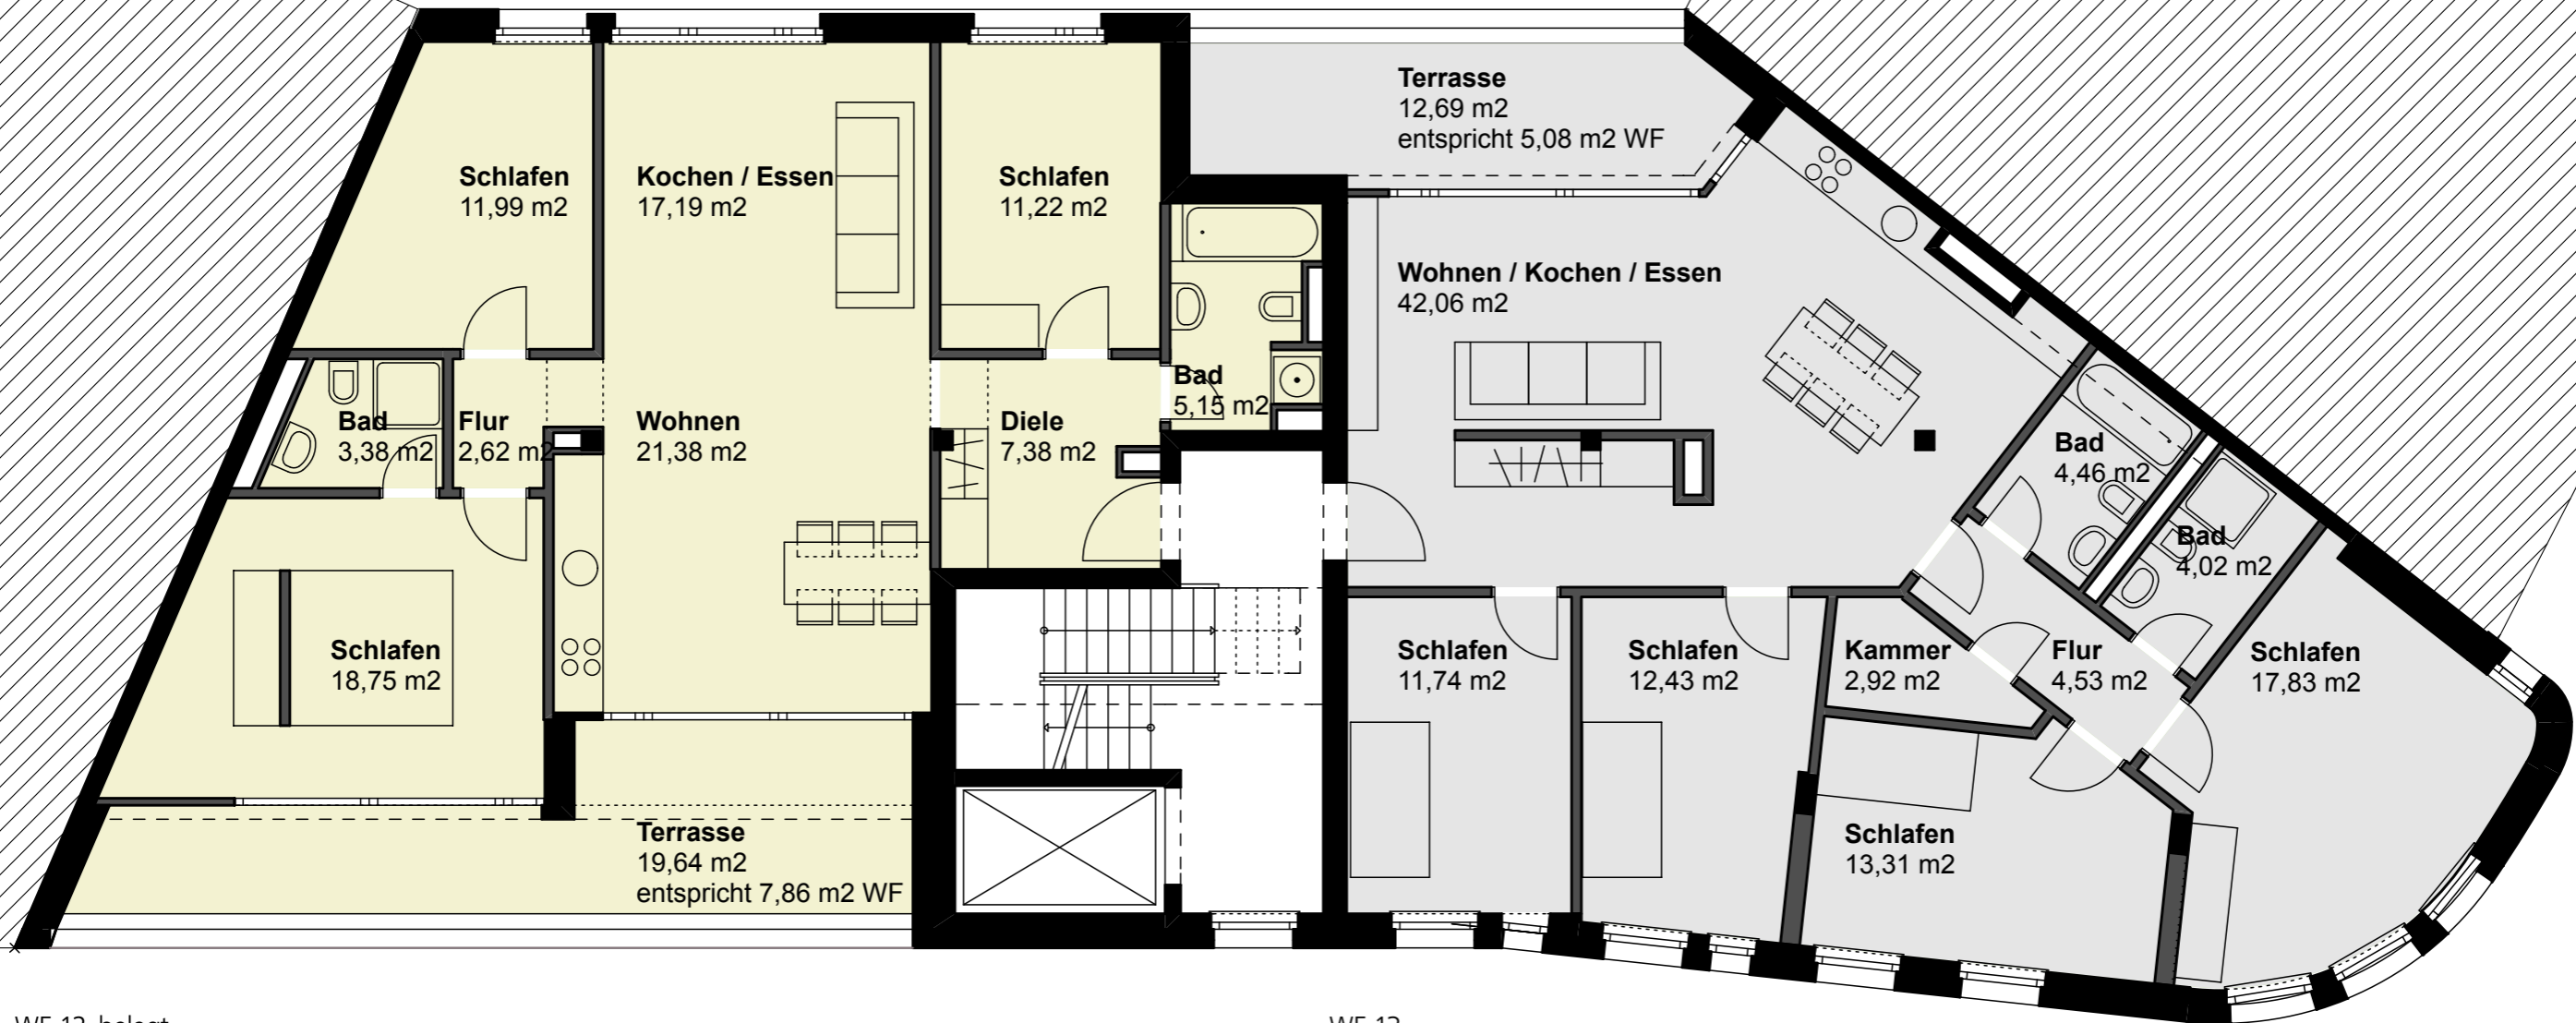 Terrasse
12,69 m2
entspricht 5,08 m2 WF
Schlafen
11,99 m2
Kochen / Essen
17,19 m2
Schlafen
11,22 m2
Wohnen / Kochen / Essen
42,06 m2
Bad
5,15 m2
Bad
3,38 m2
Flur
2,62 m2
Wohnen
21,38 m2
Diele
7,38 m2
Bad
4,46 m2
Bad
4,02 m2
Schlafen
18,75 m2
Schlafen
11,74 m2
Schlafen
12,43 m2
Kammer
2,92 m2
Flur
4,53 m2
Schlafen
17,83 m2
Terrasse
19,64 m2
entspricht 7,86 m2 WF
Schlafen
13,31 m2